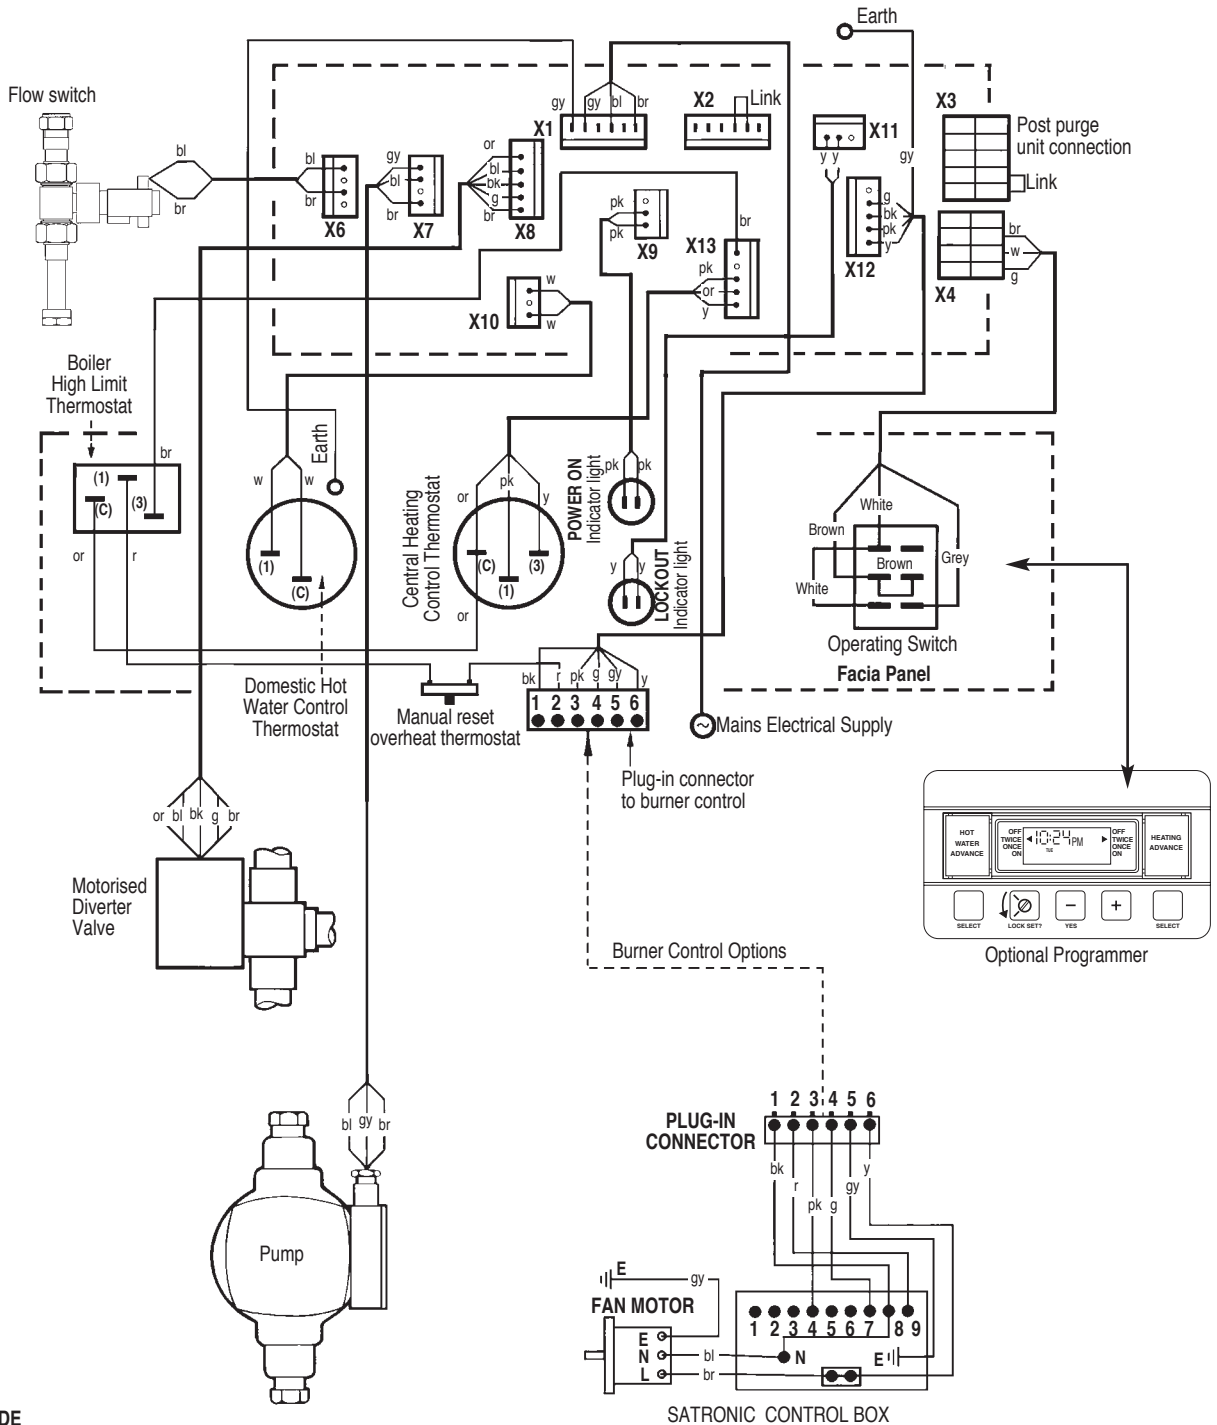 Earth
Flow switch
X3
X2
Link
gy
gy
bl
br
X1
X11
Post purge
unit connection
or
bl
gy
bl
bl
bk
g
br
br
br
X6
X7
X8
y y
gy
Link
bl
br
pk
pk
X9
X13
br
g
bk
pk
y
X12
br
w
g
X4
pk
or
y
w
w
X10
Boiler
High Limit
Thermostat
br
(1)
(C)
(3)
or
r
Earth
w
w
(1)
(C)
Central Heating
Control Thermostat
or
pk
y
(C)
(3)
(1)
or
POWER ON
Indicator light
pk
pk
LOCKOUT
Indicator light
y
y
White
Brown
Brown
Grey
White
Operating Switch
Facia Panel
Domestic Hot
Water Control
Thermostat
Manual reset
overheat thermostat
bk
r
pk
g
gy
y
1 2 3 4 5 6
Mains Electrical Supply
Plug-in connector
to burner control
or bl bk g br
Motorised
Diverter
Valve
HOT
WATER
ADVANCE
OFF
TWICE
ONCE
ON
10:24 PM
TUE
OFF
TWICE
ONCE
ON
HEATING
ADVANCE
− +
SELECT
LOCK SET?
YES
SELECT
Optional Programmer
Burner Control Options
bl gy br
Pump
PLUG-IN
CONNECTOR
1 2 3 4 5 6
bk
r
pk
g
gy
y
E
gy
FAN MOTOR
E
N
L
bl
br
1 2 3 4 5 6 7 8 9
N
E
SATRONIC CONTROL BOX
DE